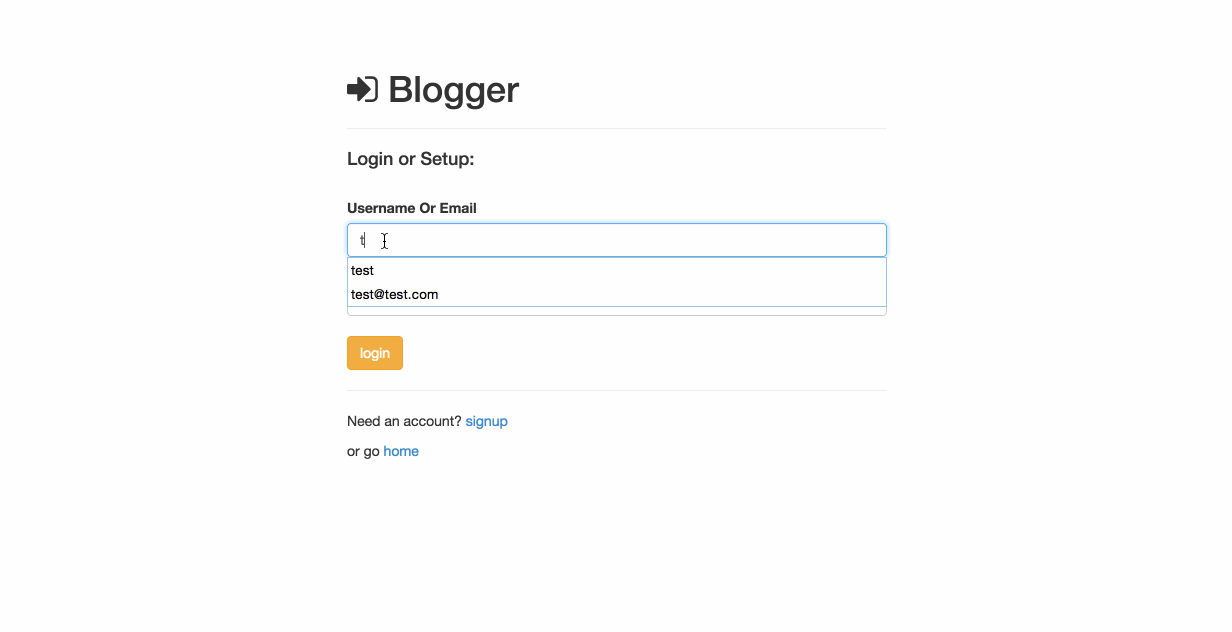 Blogger
Login or Setup:
Username Or Email
t
test
test@test.com
login
Need an account? signup
or go home